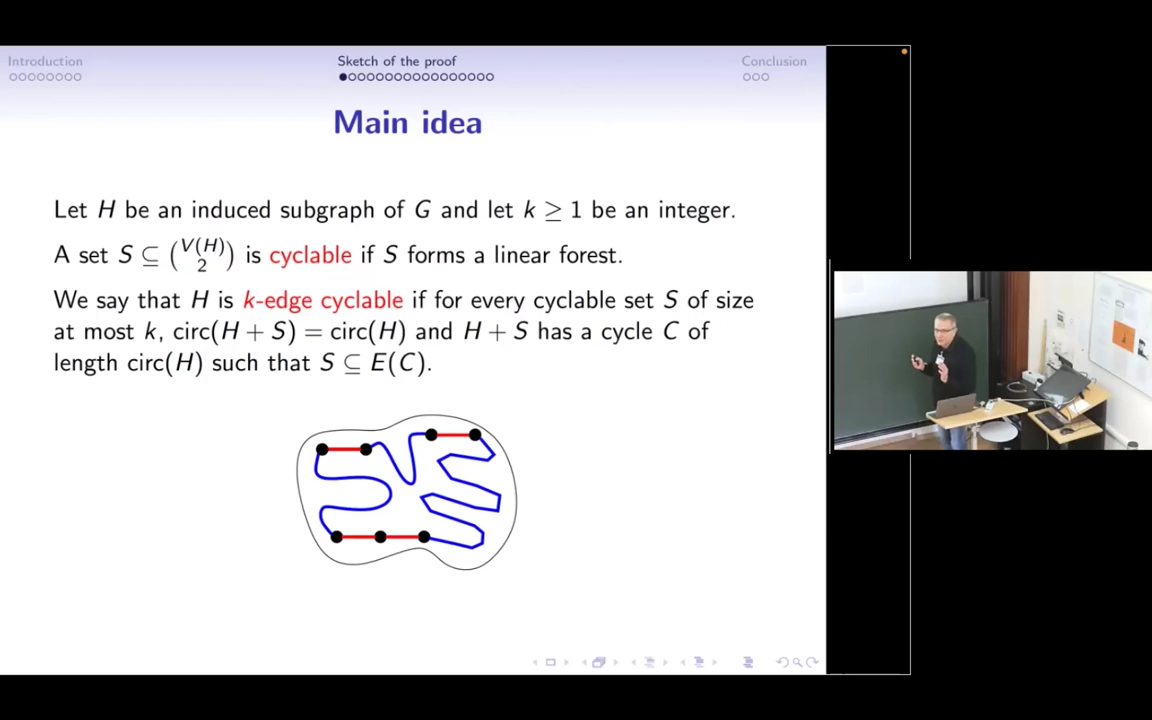 Introduction
Sketch of the proof
Conclusion
Main idea
Let H be an induced subgraph of G and let k ≥ 1 be an integer.
A set S ⊆ (V(H) 2) is cyclable if S forms a linear forest.
We say that H is k-edge cyclable if for every cyclable set S of size
at most k, circ(H + S) = circ(H) and H + S has a cycle C of
length circ(H) such that S ⊆ E(C).